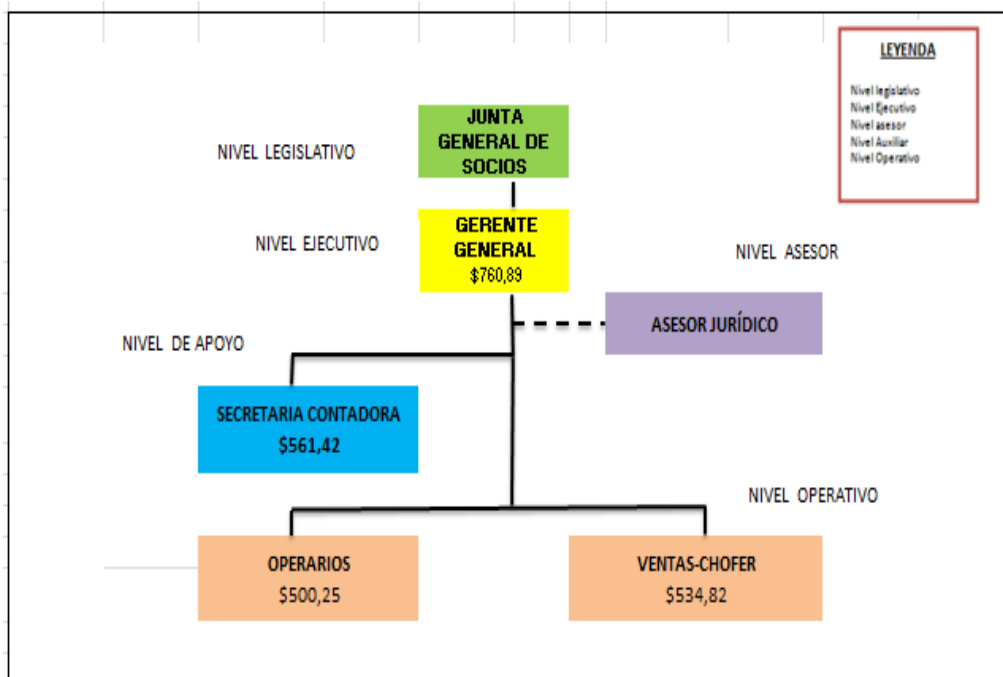 LEYENDA
Nivel legislativo
Nivel Ejecutivo
Nivel asesor
Nivel Auxiliar
Nivel Operativo
NIVEL LEGISLATIVO
JUNTA
GENERAL DE
SOCIOS
NIVEL EJECUTIVO
GERENTE
GENERAL
$760,89
NIVEL ASESOR
ASESOR JURÍDICO
NIVEL DE APOYO
SECRETARIA CONTADORA
$561,42
NIVEL OPERATIVO
OPERARIOS
$500,25
VENTAS-CHOFER
$534,82